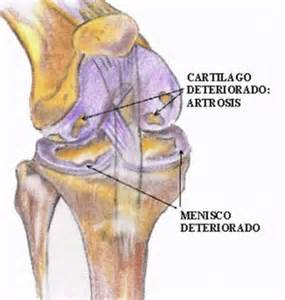 CARTILAGO
DETERIORADO:
ARTROSIS
MENISCO
DETERIORADO